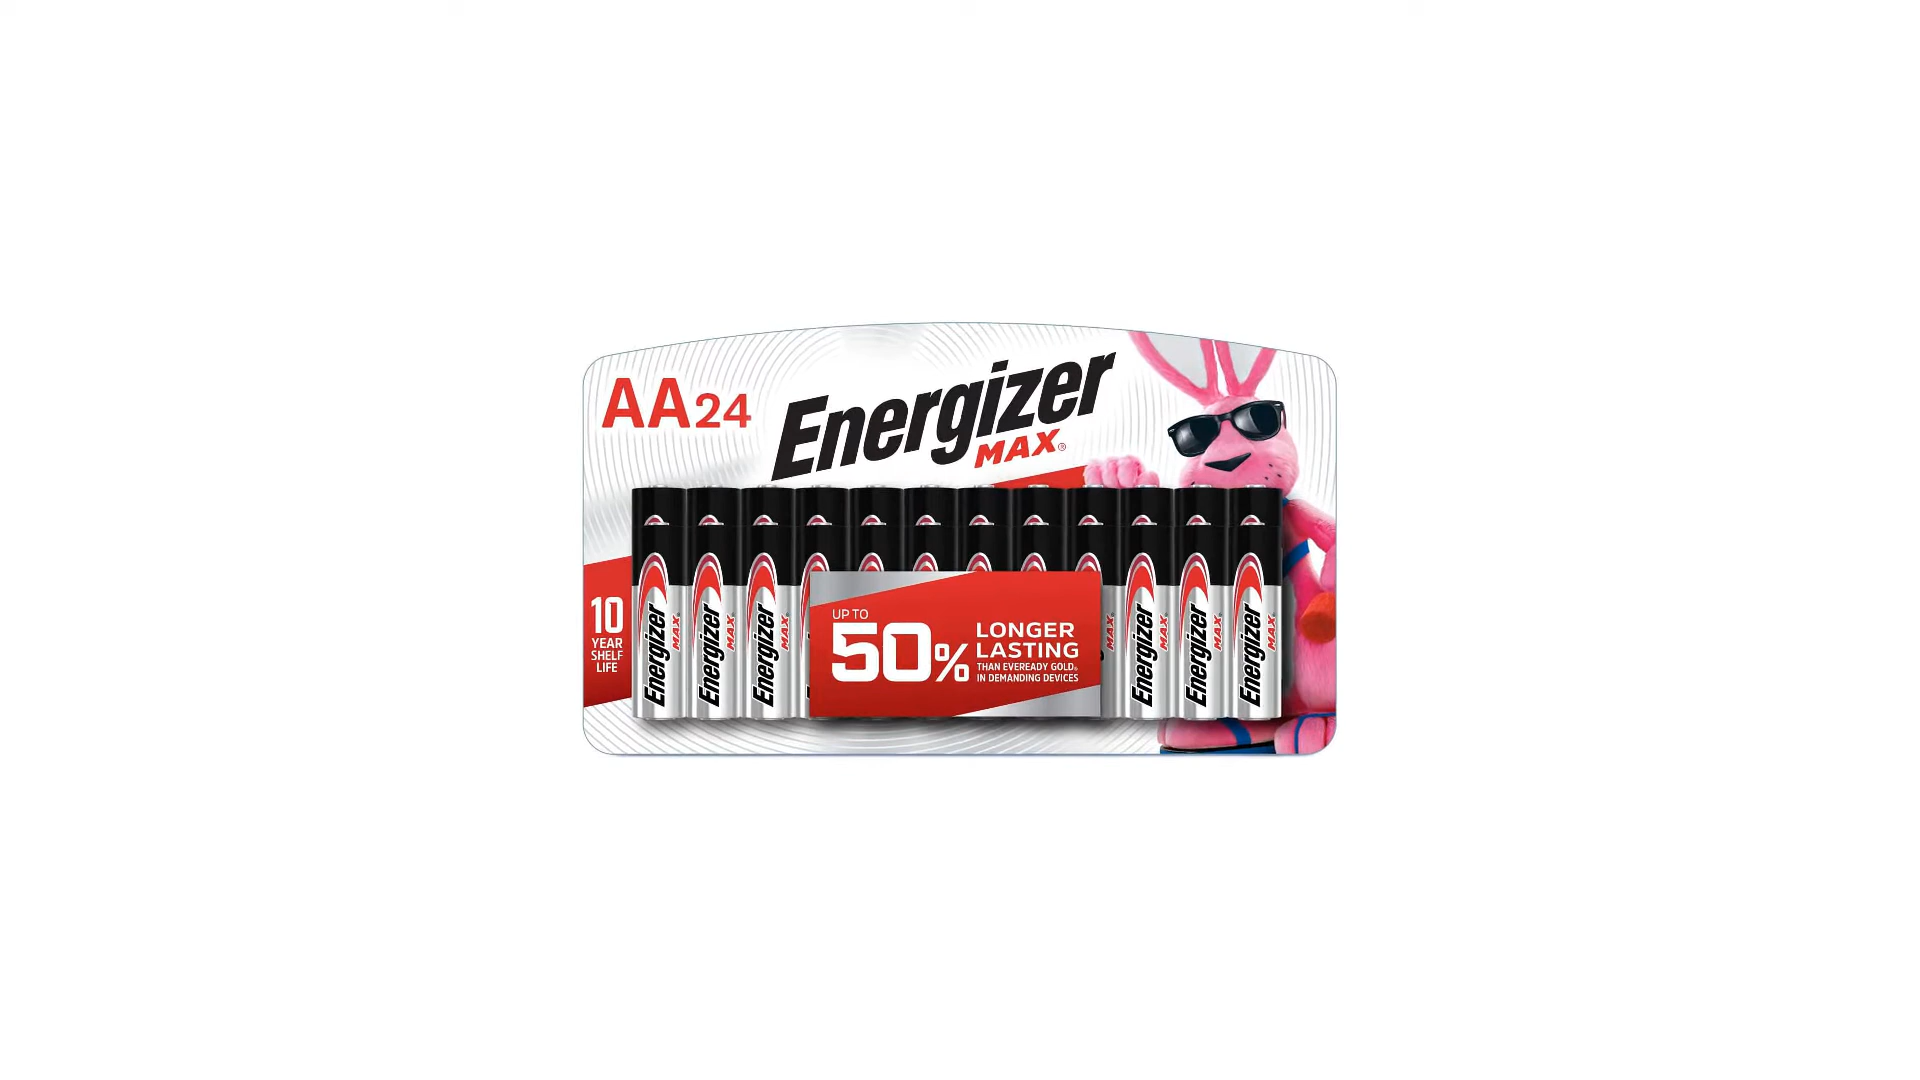 AA24
Energizer
MAX®
10
YEAR
SHELF
LIFE
Energizer MAX®
Energizer MAX®
Energizer MAX®
UP TO
50% LONGER
LASTING
THAN EVEREADY GOLD®
IN DEMANDING DEVICES
MAX®
Energizer MAX®
Energizer MAX®
Energizer MAX®